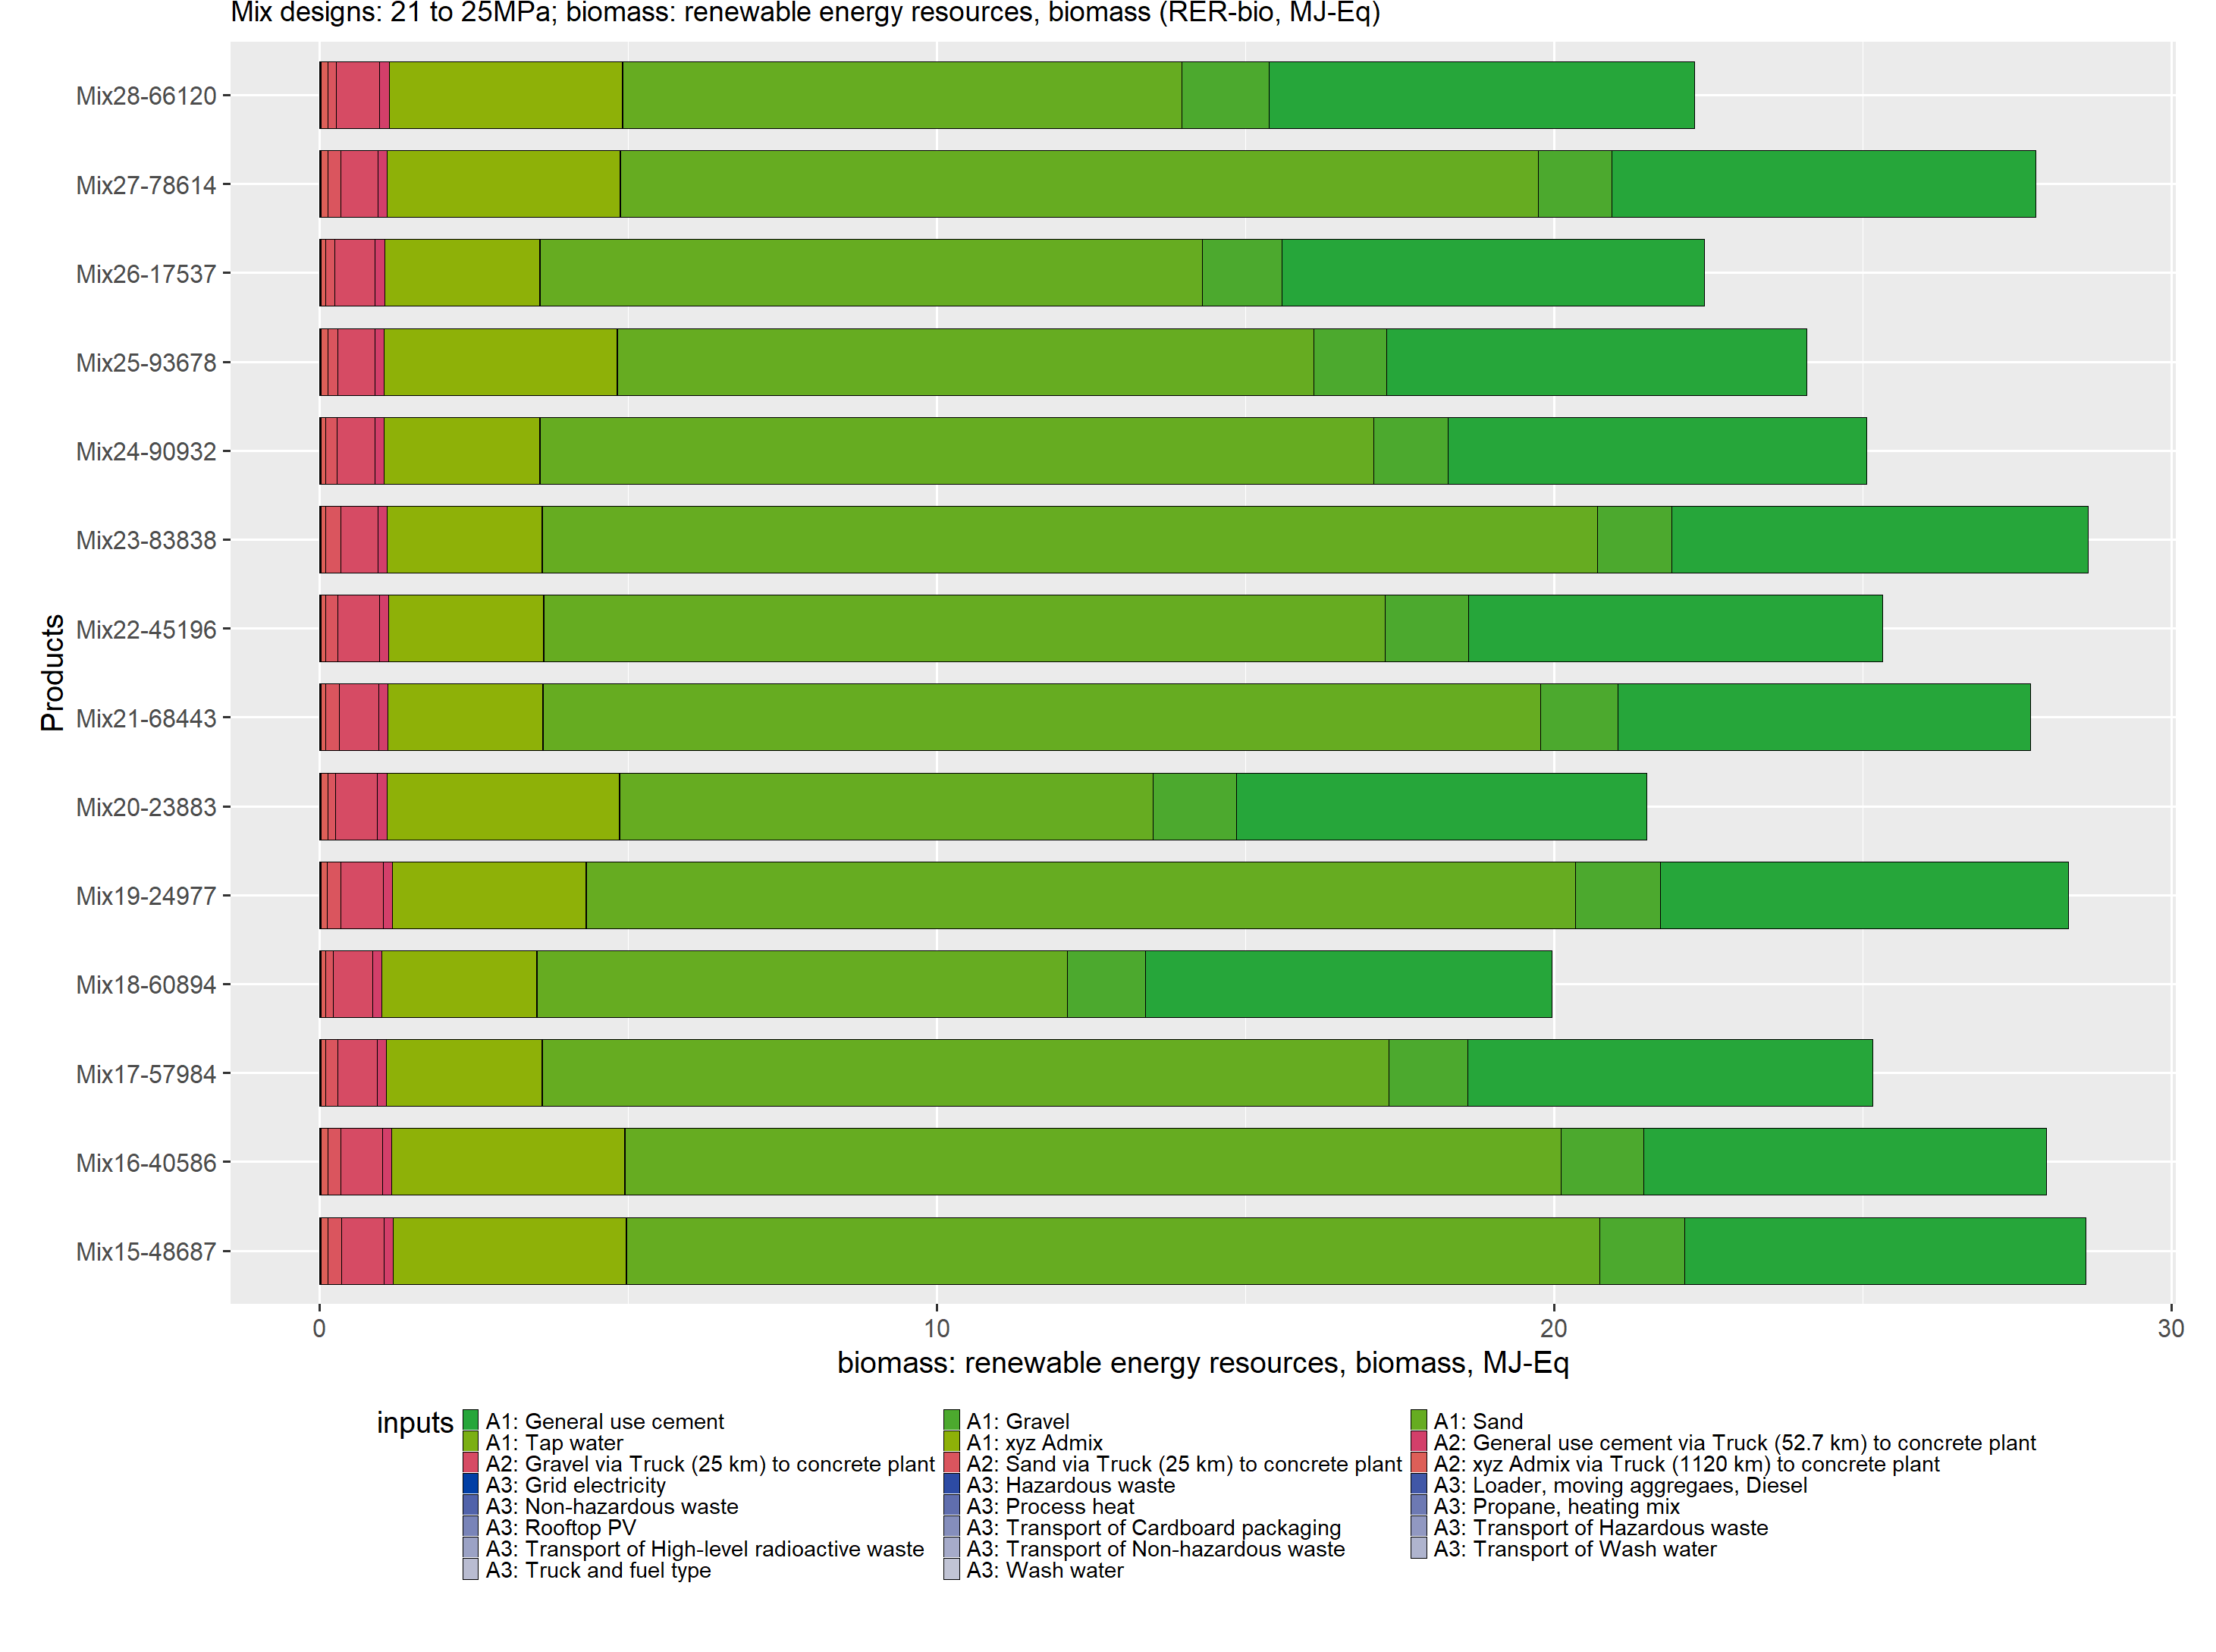 Mix designs: 21 to 25MPa; biomass: renewable energy resources, biomass (RER-bio, MJ-Eq)
Products
Mix28-66120
Mix27-78614
Mix26-17537
Mix25-93678
Mix24-90932
Mix23-83838
Mix22-45196
Mix21-68443
Mix20-23883
Mix19-24977
Mix18-60894
Mix17-57984
Mix16-40586
Mix15-48687
0 10 20 30
biomass: renewable energy resources, biomass, MJ-Eq
inputs
A1: General use cement A1: Gravel A1: Sand
A1: Tap water A1: xyz Admix A2: General use cement via Truck (52.7 km) to concrete plant
A2: Gravel via Truck (25 km) to concrete plant A2: Sand via Truck (25 km) to concrete plant A2: xyz Admix via Truck (1120 km) to concrete plant
A3: Grid electricity A3: Hazardous waste A3: Loader, moving aggregaes, Diesel
A3: Non-hazardous waste A3: Process heat A3: Propane, heating mix
A3: Rooftop PV A3: Transport of Cardboard packaging A3: Transport of Hazardous waste
A3: Transport of High-level radioactive waste A3: Transport of Non-hazardous waste A3: Transport of Wash water
A3: Truck and fuel type A3: Wash water